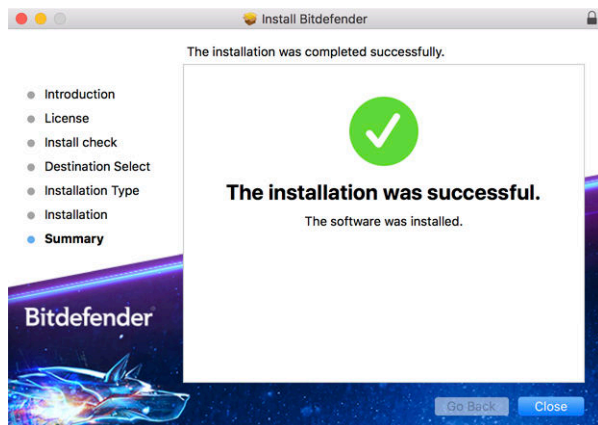 Install Bitdefender
The installation was completed successfully.
Introduction
License
Install check
Destination Select
Installation Type
Installation
Summary
The installation was successful.
The software was installed.
Bitdefender
Go Back
Close